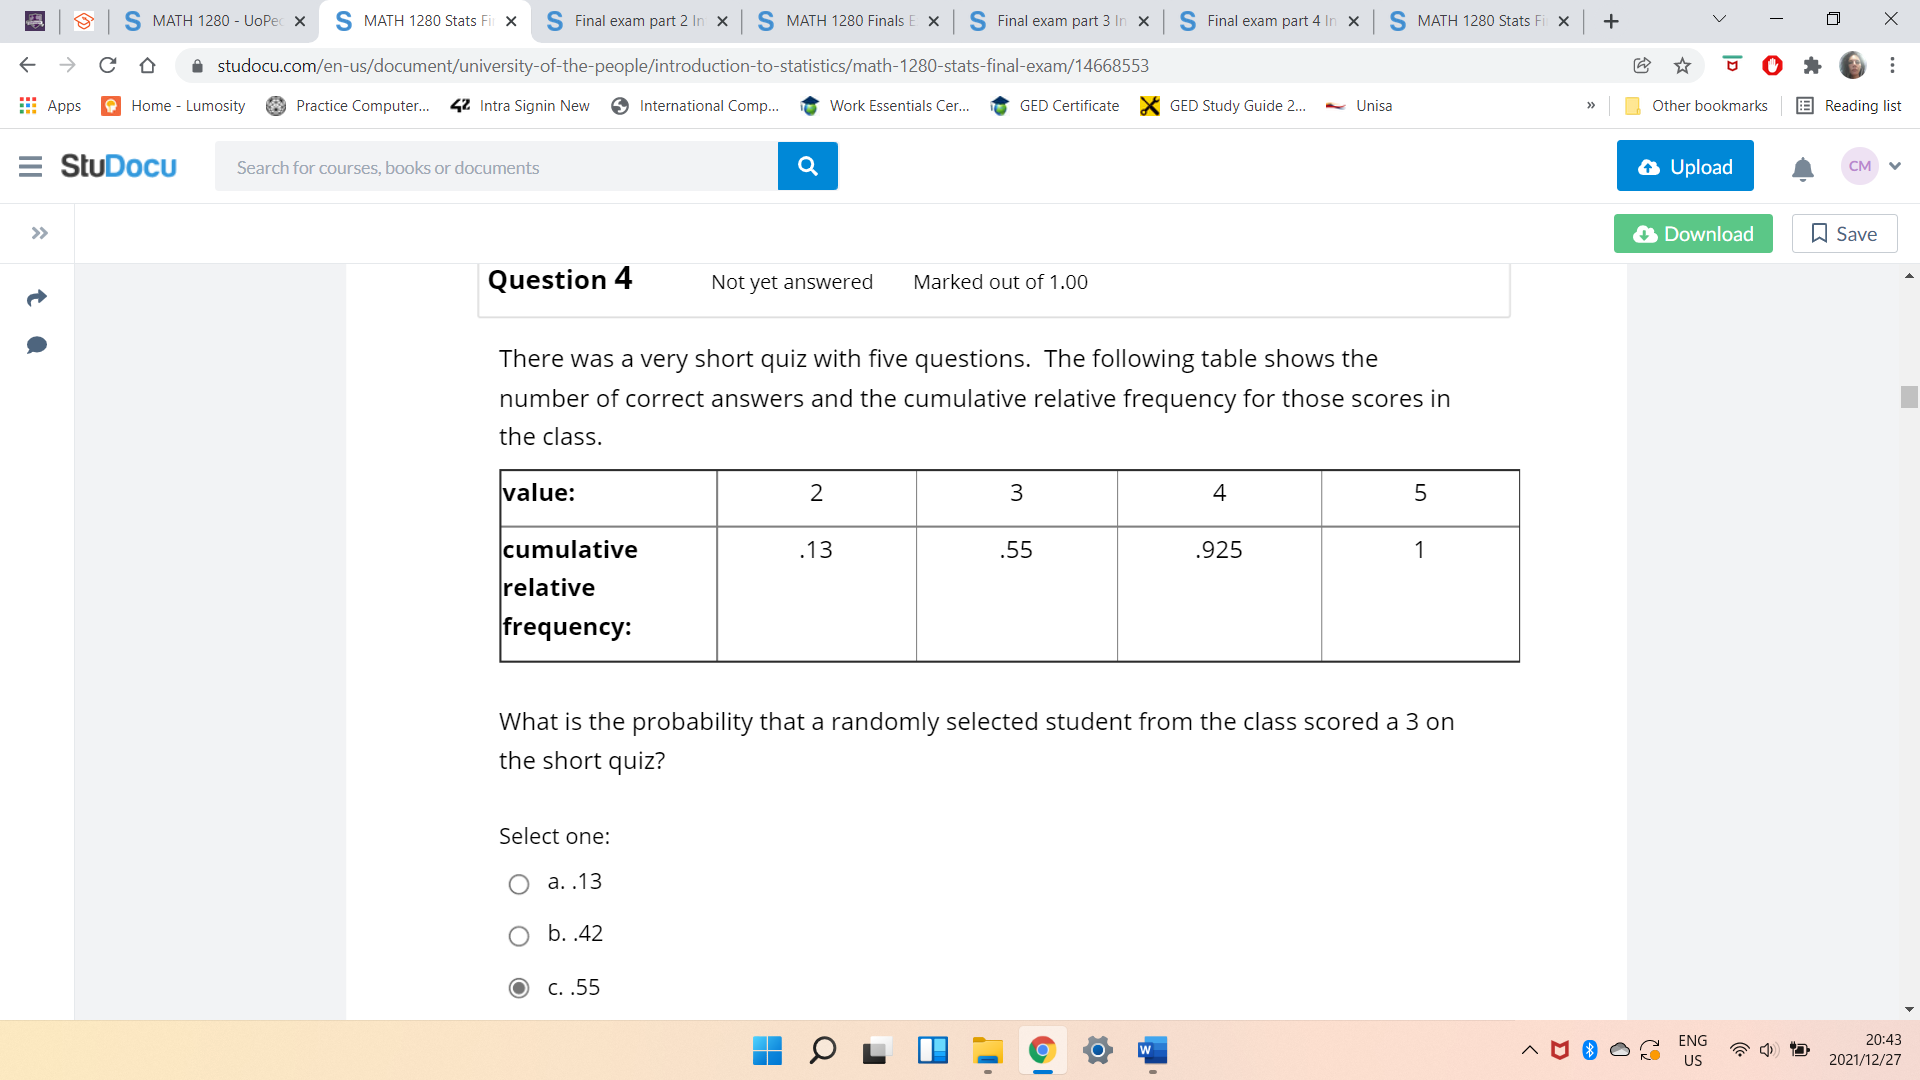 MATH 1280 - UoPeo
MATH 1280 Stats Fin
Final exam part 2 In
MATH 1280 Finals E
Final exam part 3 In
Final exam part 4 In
MATH 1280 Stats Fi
studocu.com/en-us/document/university-of-the-people/introduction-to-statistics/math-1280-stats-final-exam/14668553
Apps
Home - Lumosity
Practice Computer...
Intra Signin New
International Comp...
Work Essentials Cer...
GED Certificate
GED Study Guide 2...
Unisa
»
Other bookmarks
Reading list
StuDocu
Search for courses, books or documents
Upload
CM
Download
Save
Question 4 Not yet answered Marked out of 1.00
There was a very short quiz with five questions. The following table shows the
number of correct answers and the cumulative relative frequency for those scores in
the class.
value: 2 3 4 5
cumulative .13 .55 .925 1
relative
frequency:
What is the probability that a randomly selected student from the class scored a 3 on
the short quiz?
Select one:
a. .13
b. .42
c. .55
ENG
US
20:43
2021/12/27